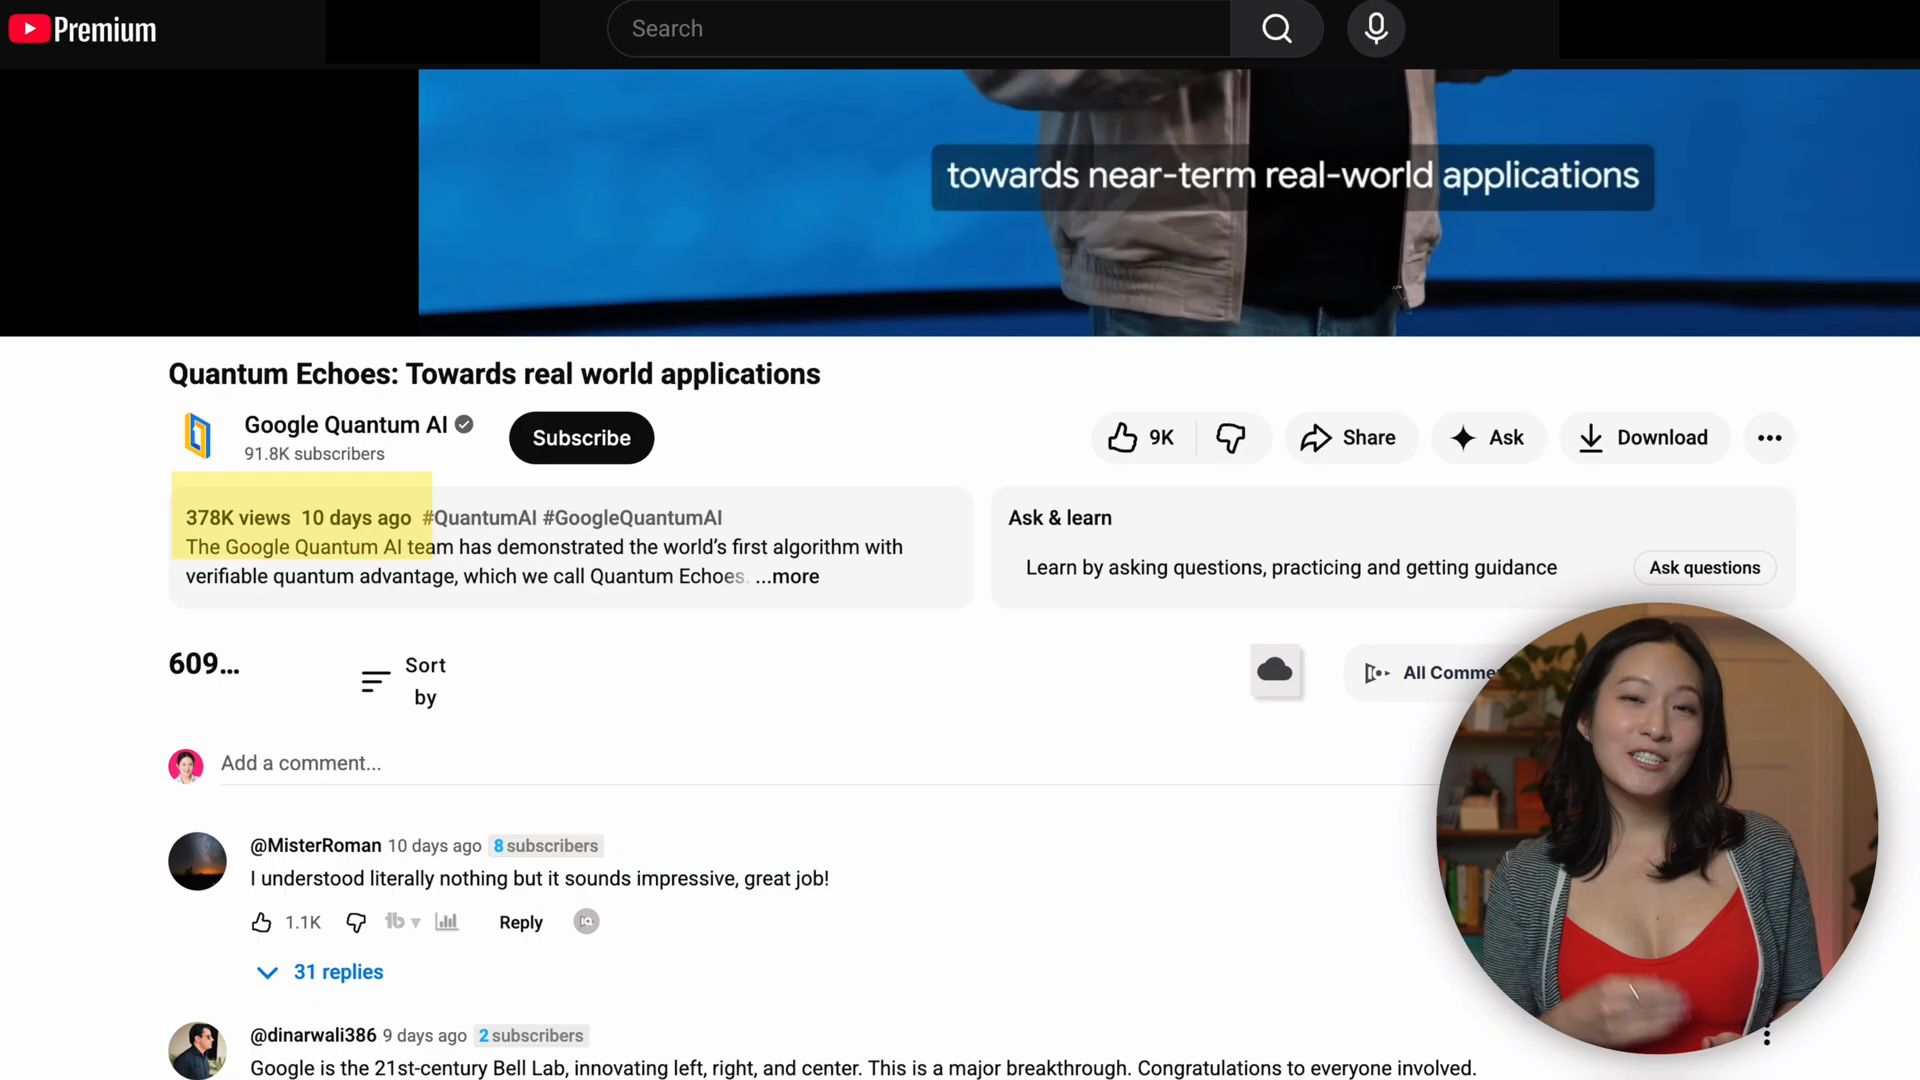 Premium
Search
towards near-term real-world applications
Quantum Echoes: Towards real world applications
Google Quantum AI
91.8K subscribers
Subscribe
9K
Share
Ask
Download
378K views 10 days ago #QuantumAI #GoogleQuantumAI
The Google Quantum AI team has demonstrated the world’s first algorithm with
verifiable quantum advantage, which we call Quantum Echoes. ...more
Ask & learn
Learn by asking questions, practicing and getting guidance
Ask questions
609...
Sort
by
All Comme
Add a comment...
@MisterRoman 10 days ago 8 subscribers
I understood literally nothing but it sounds impressive, great job!
1.1K
tb
Reply
31 replies
@dinarwali386 9 days ago 2 subscribers
Google is the 21st-century Bell Lab, innovating left, right, and center. This is a major breakthrough. Congratulations to everyone involved.